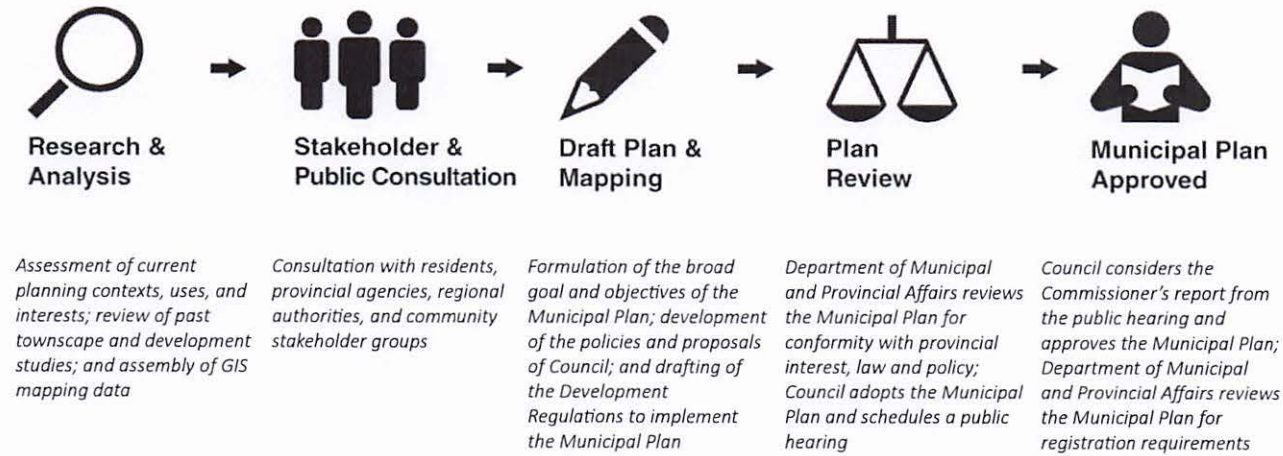 Research &
Analysis
Stakeholder &
Public Consultation
Draft Plan &
Mapping
Plan
Review
Municipal Plan
Approved
Assessment of current
planning contexts, uses, and
interests; review of past
townscape and development
studies; and assembly of GIS
mapping data
Consultation with residents,
provincial agencies, regional
authorities, and community
stakeholder groups
Formulation of the broad
goal and objectives of the
Municipal Plan; development
of the policies and proposals
of Council; and drafting of
the Development
Regulations to implement
the Municipal Plan
Department of Municipal
and Provincial Affairs reviews
the Municipal Plan for
conformity with provincial
interest, law and policy;
Council adopts the Municipal
Plan and schedules a public
hearing
Council considers the
Commissioner's report from
the public hearing and
approves the Municipal Plan;
Department of Municipal
and Provincial Affairs reviews
the Municipal Plan for
registration requirements